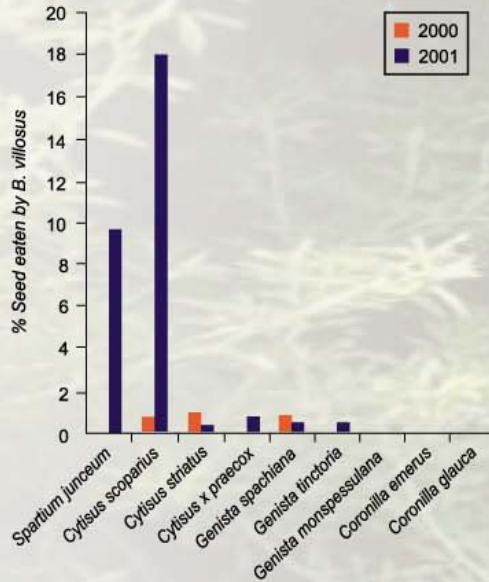 20
18
16
14
12
10
8
6
4
2
0
% Seed eaten by B. villosus
2000
2001
Spartium junceum
Cytisus scoparius
Cytisus striatus
Cytisus x praecox
Genista spachiana
Genista tinctoria
Genista monspessulana
Coronilla emerus
Coronilla glauca